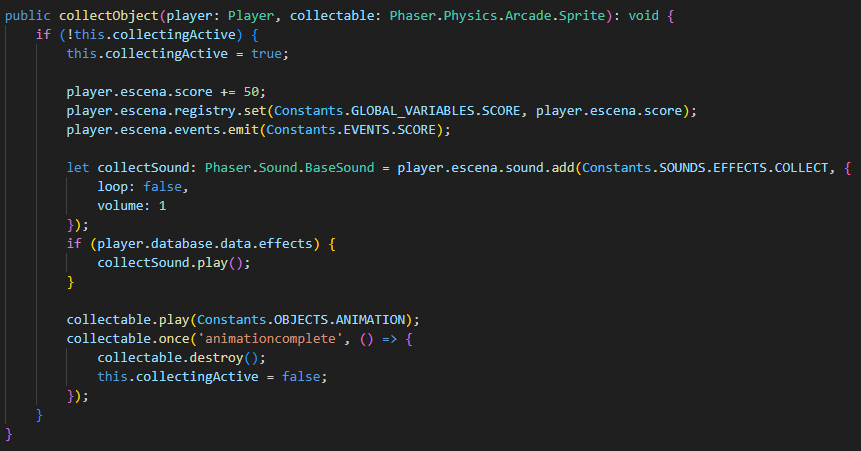 public collectObject(player: Player, collectable: Phaser.Physics.Arcade.Sprite): void {
    if (!this.collectingActive) {
        this.collectingActive = true;

        player.escena.score += 50;
        player.escena.registry.set(Constants.GLOBAL_VARIABLES.SCORE, player.escena.score);
        player.escena.events.emit(Constants.EVENTS.SCORE);

        let collectSound: Phaser.Sound.BaseSound = player.escena.sound.add(Constants.SOUNDS.EFFECTS.COLLECT, {
            loop: false,
            volume: 1
        });
        if (player.database.data.effects) {
            collectSound.play();
        }

        collectable.play(Constants.OBJECTS.ANIMATION);
        collectable.once('animationcomplete', () => {
            collectable.destroy();
            this.collectingActive = false;
        });
    }
}